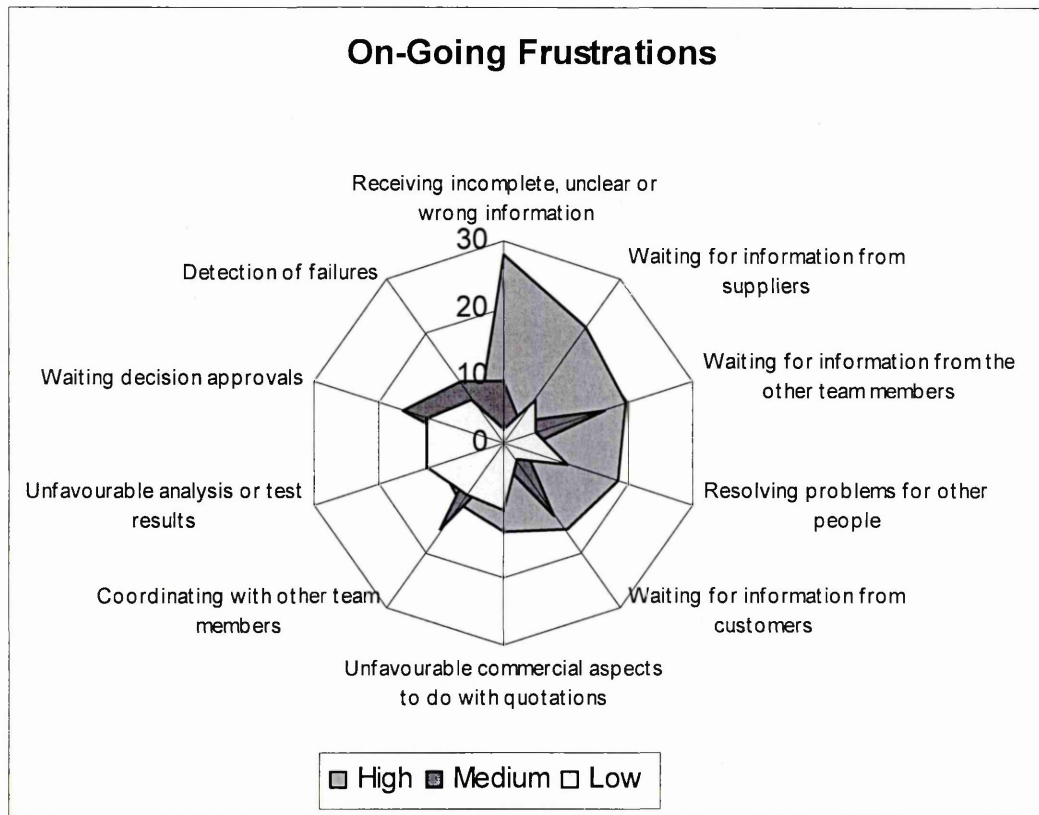 On-Going Frustrations
Receiving incomplete, unclear or
wrong information
30
Waiting for information from
suppliers
Detection of failures
20
Waiting for information from the
other team members
10
Waiting decision approvals
0
Unfavourable analysis or test
results
Resolving problems for other
people
Coordinating with other team
members
Waiting for information from
customers
Unfavourable commercial aspects
to do with quotations
High Medium Low